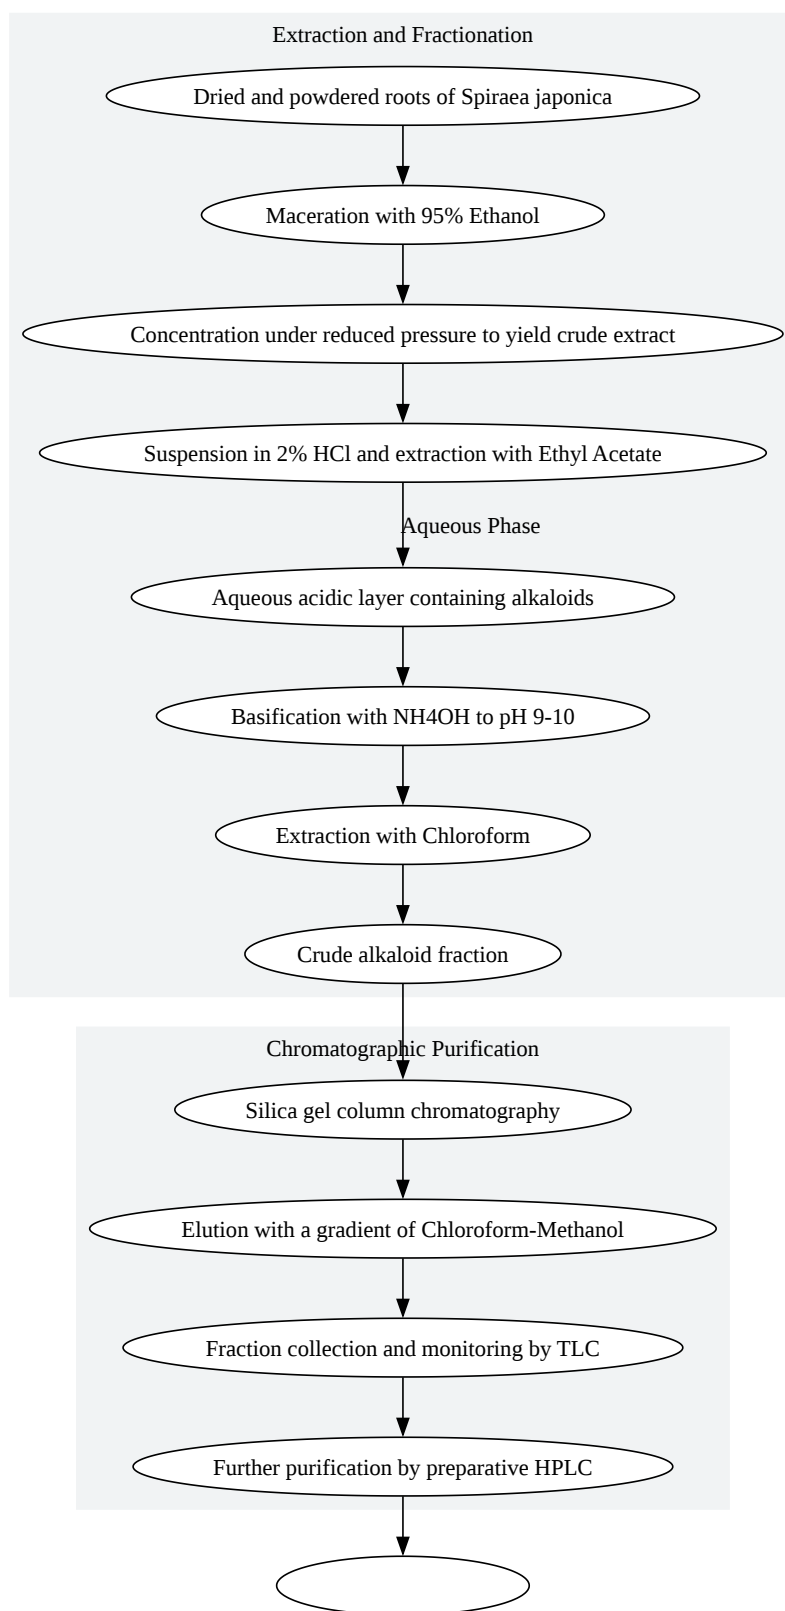 Extraction and Fractionation
Dried and powdered roots of Spiraea japonica
Maceration with 95% Ethanol
Concentration under reduced pressure to yield crude extract
Suspension in 2% HCl and extraction with Ethyl Acetate
Aqueous Phase
Aqueous acidic layer containing alkaloids
Basification with NH4OH to pH 9-10
Extraction with Chloroform
Crude alkaloid fraction
Chromatographic Purification
Silica gel column chromatography
Elution with a gradient of Chloroform-Methanol
Fraction collection and monitoring by TLC
Further purification by preparative HPLC